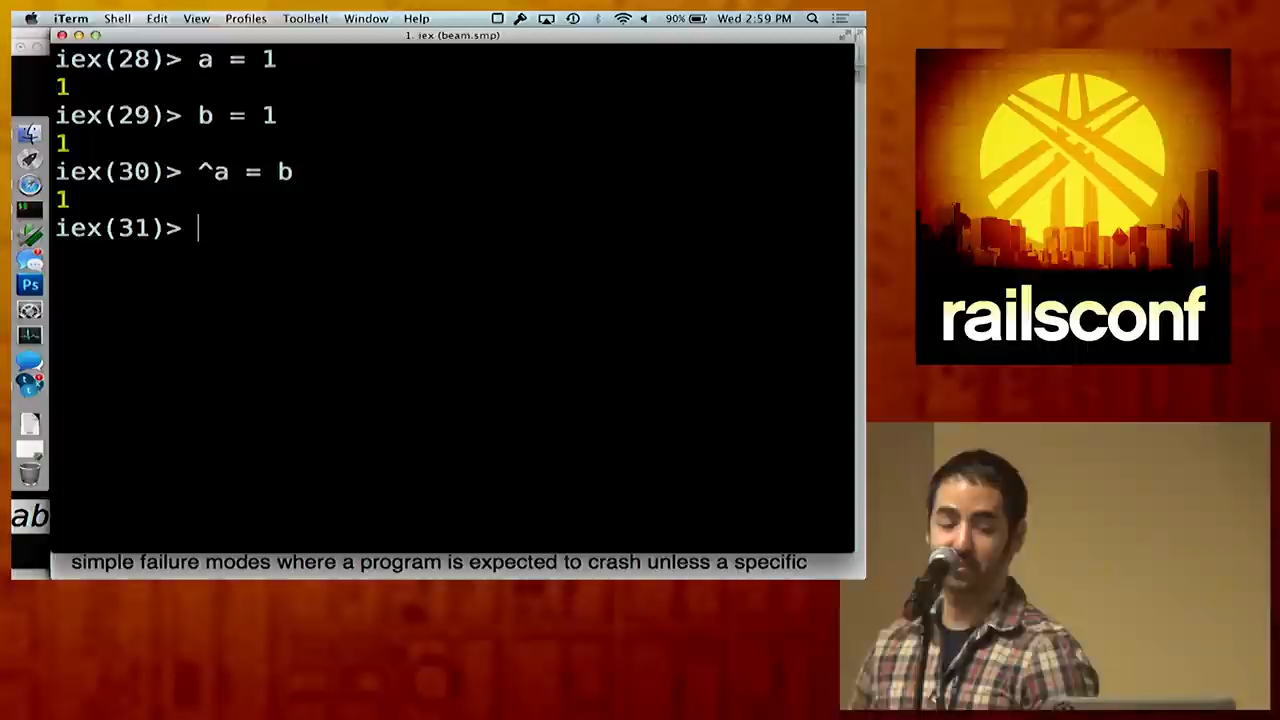 iTerm Shell Edit View Profiles Toolbelt Window Help 90% Wed 2:59 PM
1. iex (beam.smp)
iex(28)> a = 1
1
iex(29)> b = 1
1
iex(30)> ^a = b
1
iex(31)>
Ps
ab
simple failure modes where a program is expected to crash unless a specific
railsconf